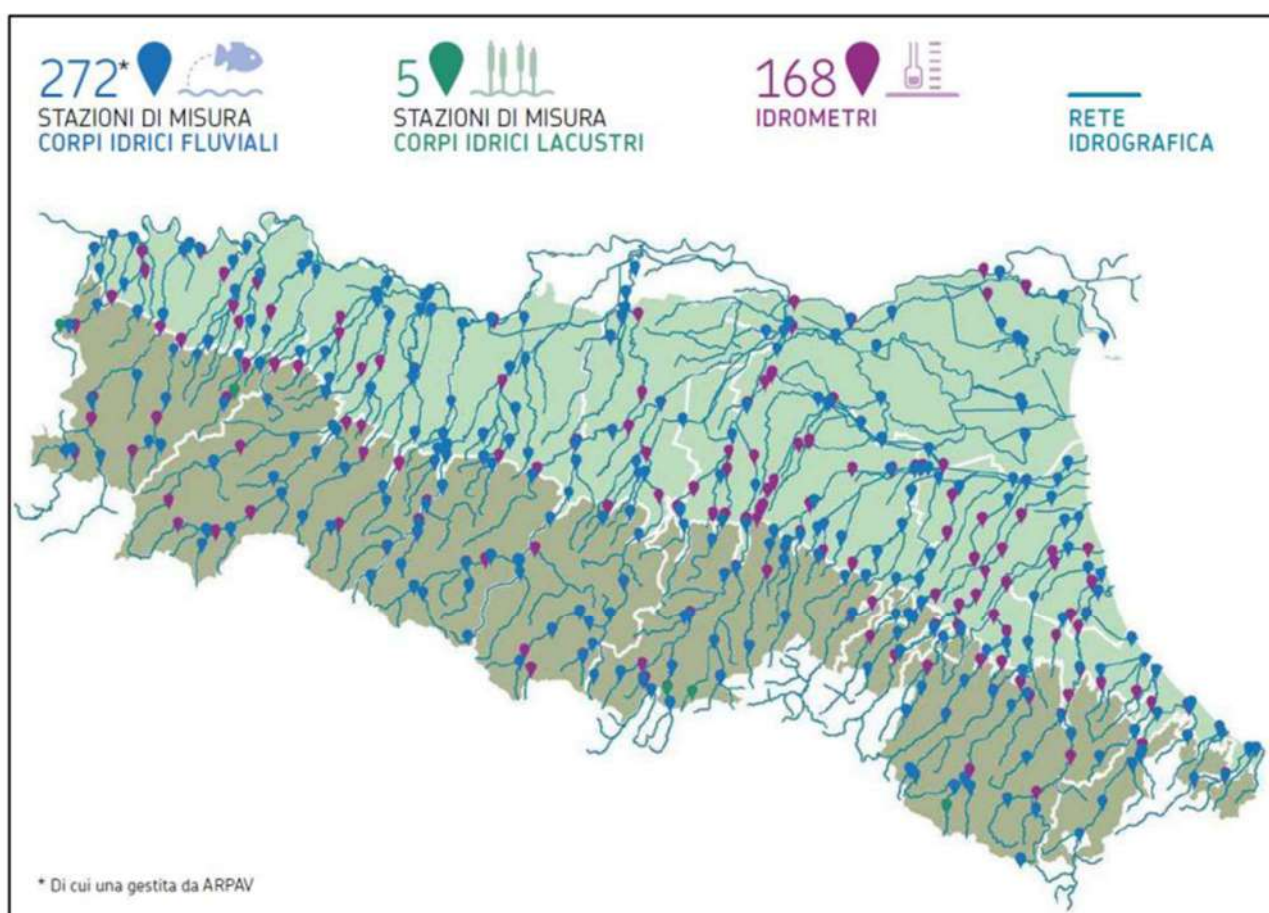 272*
STAZIONI DI MISURA
CORPI IDRICI FLUVIALI
5
STAZIONI DI MISURA
CORPI IDRICI LACUSTRI
168
IDROMETRI
RETE
IDROGRAFICA
* Di cui una gestita da ARPAV